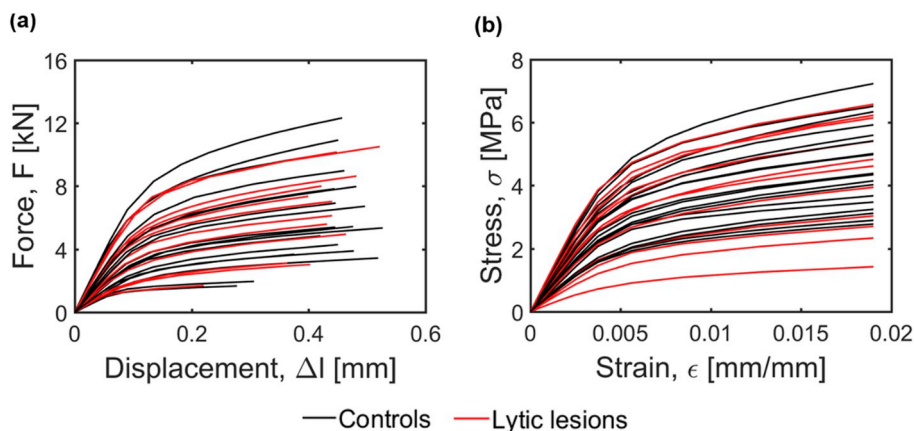 (a)
(b)
16
12
8
4
0
Force, F [kN]
0
0.2
0.4
0.6
Displacement, Δl [mm]
8
6
4
2
0
Stress, σ [MPa]
0
0.005
0.01
0.015
0.02
Strain, ϵ [mm/mm]
Controls
Lytic lesions